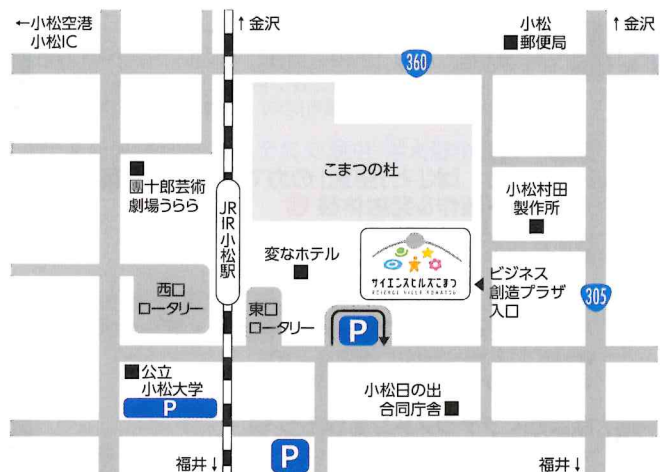 ←小松空港
小松IC
↑金沢
小松
郵便局
↑金沢
360
こまつの杜
團十郎芸術
劇場うらら
JR
IR小松駅
小松村田
製作所
変なホテル
サイエンスヒルズこまつ
SCIENCE HILLS KOMATSU
ビジネス
創造プラザ
入口
305
西口
ロータリー
東口
ロータリー
P
公立
小松大学
P
小松日の出
合同庁舎
P
福井↓
福井↓